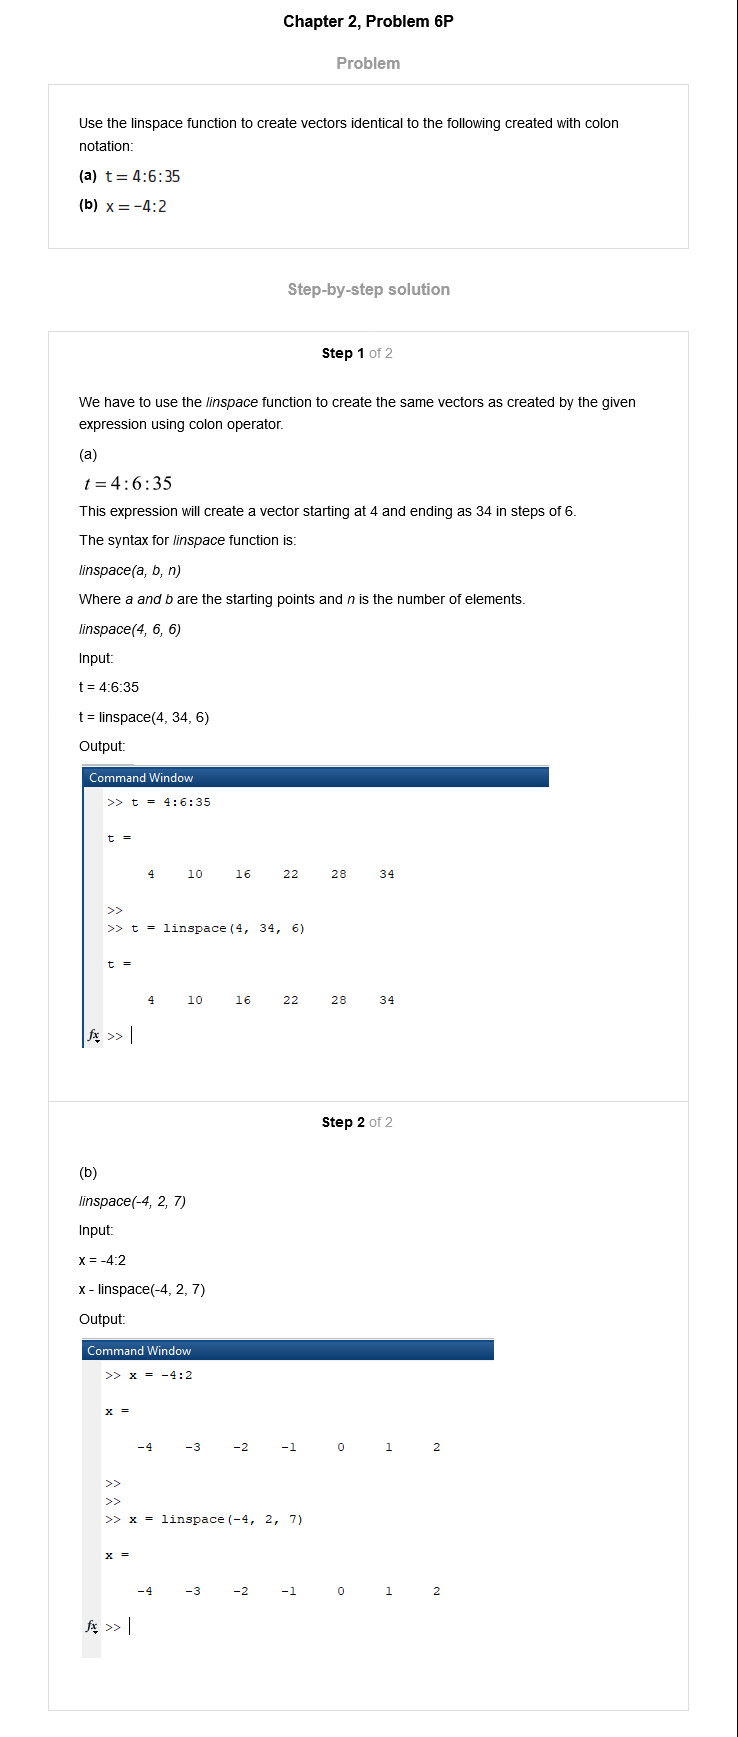 Chapter 2, Problem 6P
Problem
Use the linspace function to create vectors identical to the following created with colon
notation:
(a) t = 4:6:35
(b) x = -4:2
Step-by-step solution
Step 1 of 2
We have to use the linspace function to create the same vectors as created by the given
expression using colon operator.
(a)
t = 4:6:35
This expression will create a vector starting at 4 and ending as 34 in steps of 6.
The syntax for linspace function is:
linspace(a, b, n)
Where a and b are the starting points and n is the number of elements.
linspace(4, 6, 6)
Input:
t = 4:6:35
t = linspace(4, 34, 6)
Output:
Command Window
>> t = 4:6:35
t =
4 10 16 22 28 34
>>
>> t = linspace(4, 34, 6)
t =
4 10 16 22 28 34
fx >>
Step 2 of 2
(b)
linspace(-4, 2, 7)
Input:
x = -4:2
x - linspace(-4, 2, 7)
Output:
Command Window
>> x = -4:2
x =
-4 -3 -2 -1 0 1 2
>>
>>
>> x = linspace(-4, 2, 7)
x =
-4 -3 -2 -1 0 1 2
fx >>